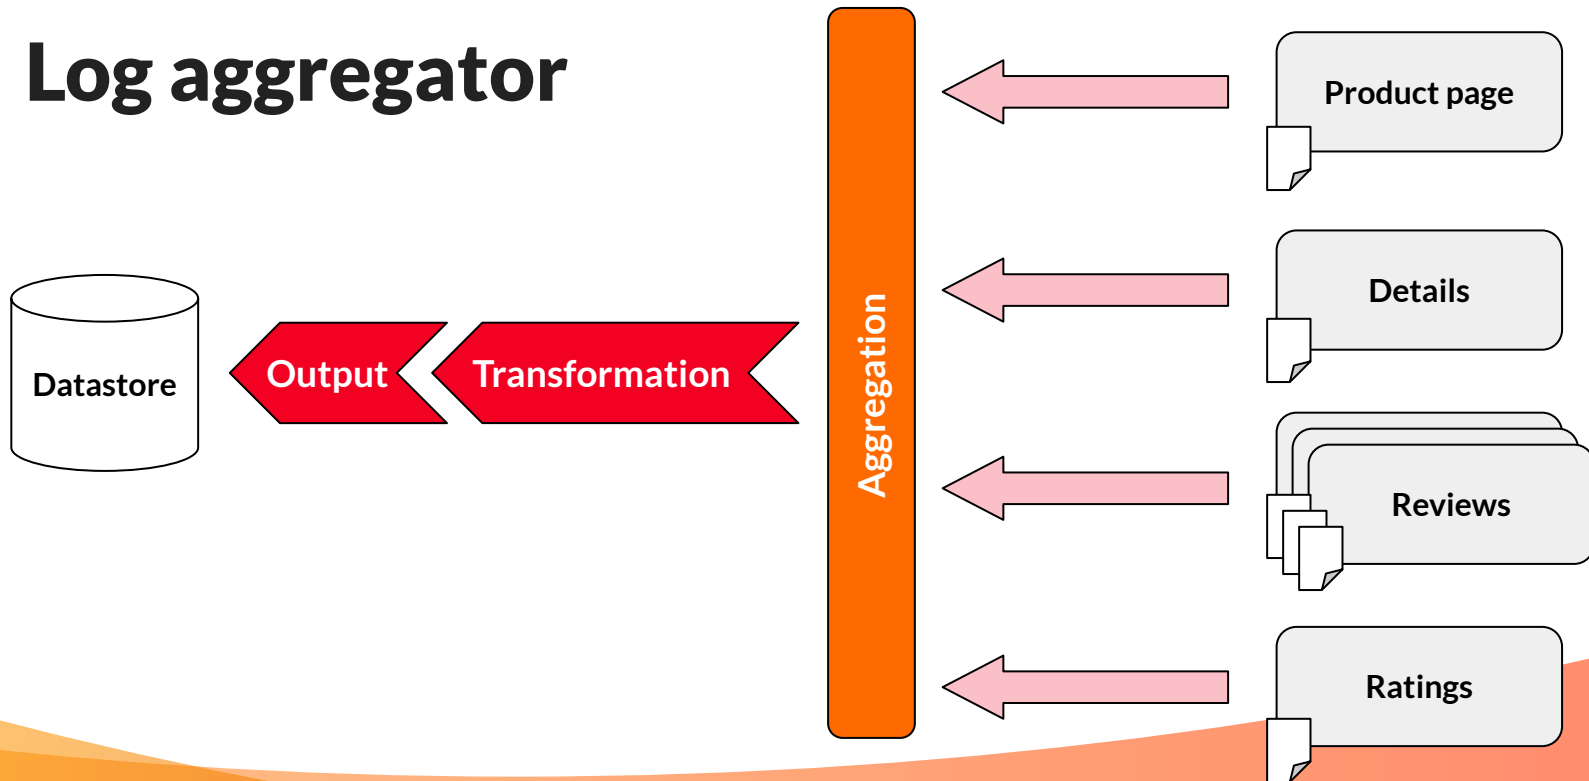 Log aggregator
Product page
Details
Datastore
Output
Transformation
Aggregation
Reviews
Ratings